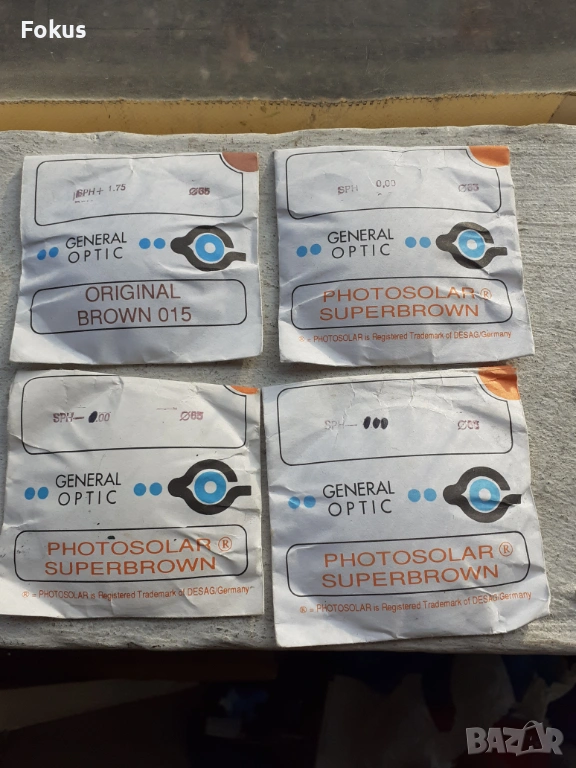 Fokus
SPH+ 1.75 Ø65
GENERAL
OPTIC
ORIGINAL
BROWN 015
SPH 0,00 Ø65
GENERAL
OPTIC
PHOTOSOLAR ®
SUPERBROWN
® = PHOTOSOLAR is Registered Trademark of DESAG/Germany
SPH— .00 Ø65
GENERAL
OPTIC
PHOTOSOLAR ®
SUPERBROWN
® = PHOTOSOLAR is Registered Trademark of DESAG/Germany
SPH—
GENERAL
OPTIC
PHOTOSOLAR ®
SUPERBROWN
® = PHOTOSOLAR is Registered Trademark of DESAG/Germany
BAZAR